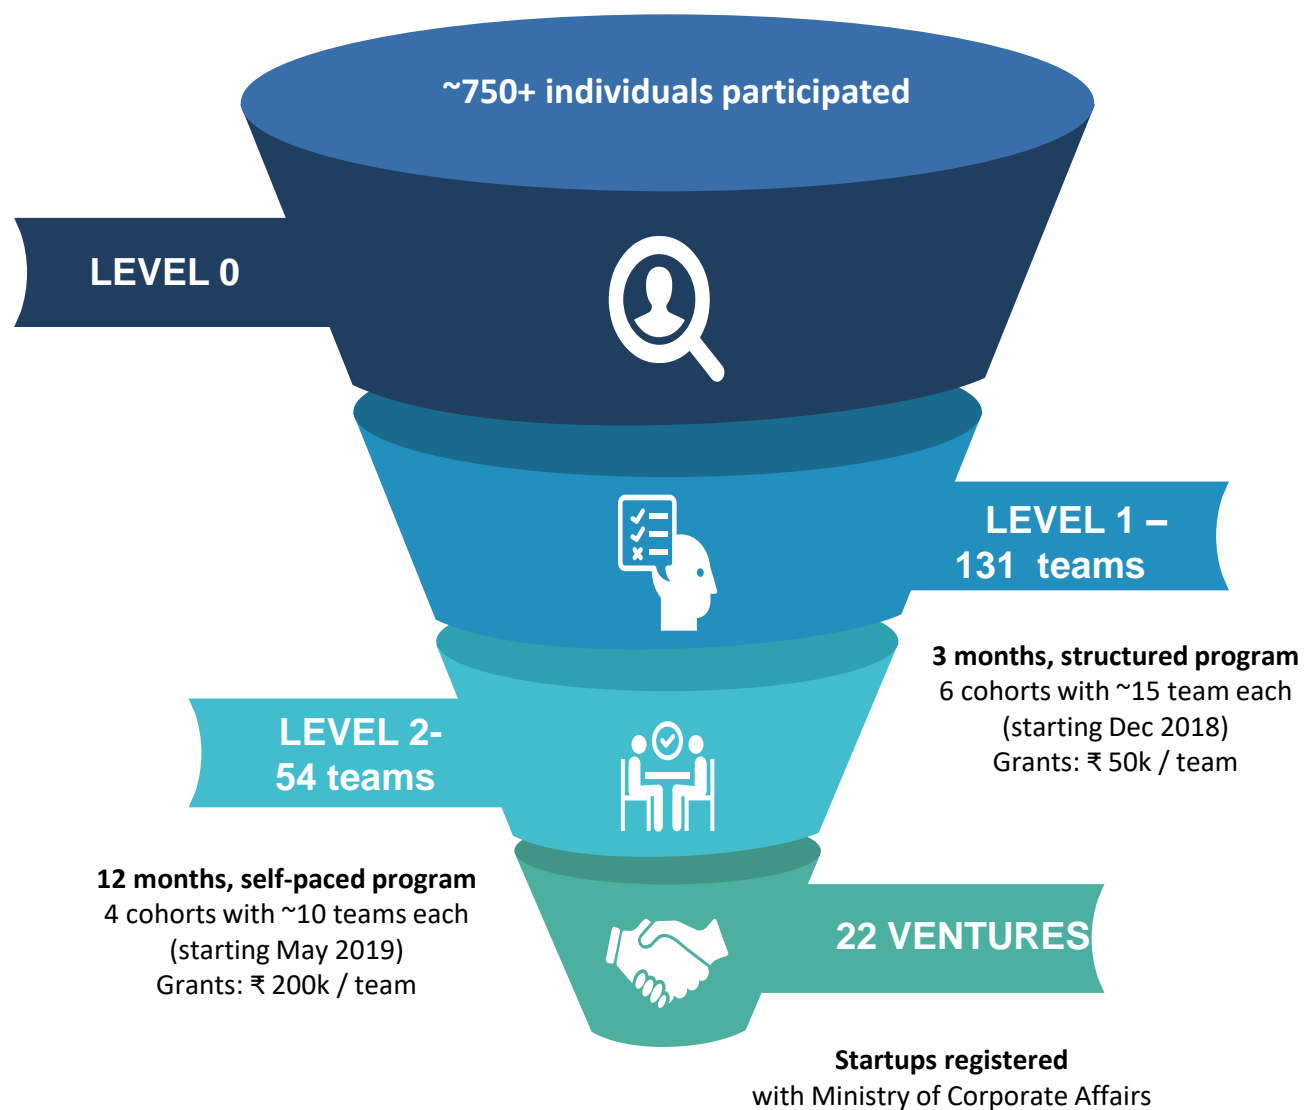 ~750+ individuals participated
LEVEL 0
LEVEL 1 –
131 teams
3 months, structured program
6 cohorts with ~15 team each
(starting Dec 2018)
Grants: ₹ 50k / team
LEVEL 2-
54 teams
12 months, self-paced program
4 cohorts with ~10 teams each
(starting May 2019)
Grants: ₹ 200k / team
22 VENTURES
Startups registered
with Ministry of Corporate Affairs